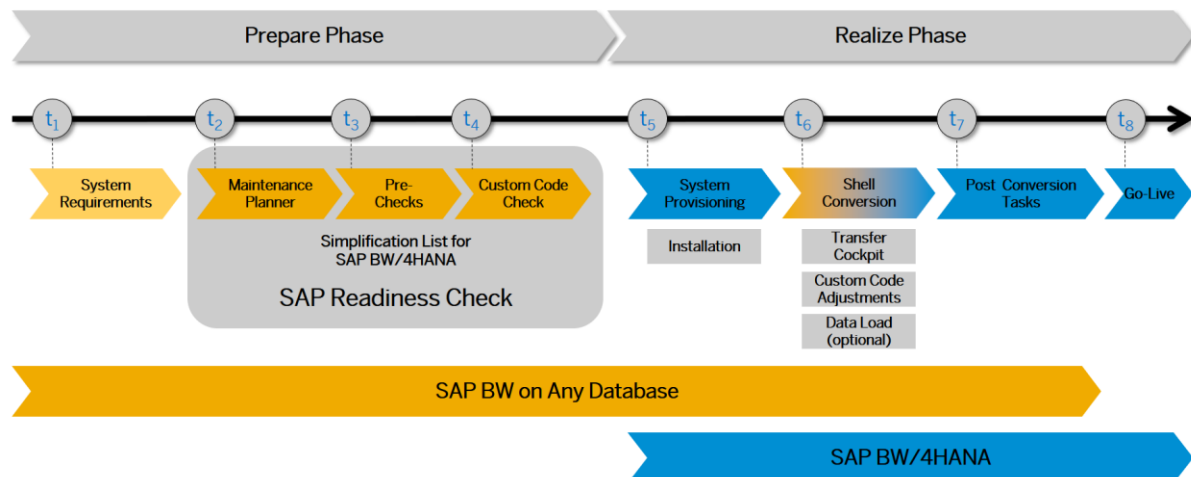 Prepare Phase
Realize Phase
t1
t2
t3
t4
t5
t6
t7
t8
System
Requirements
Maintenance
Planner
Pre-
Checks
Custom Code
Check
System
Provisioning
Shell
Conversion
Post Conversion
Tasks
Go-Live
Simplification List for
SAP BW/4HANA
SAP Readiness Check
Installation
Transfer
Cockpit
Custom Code
Adjustments
Data Load
(optional)
SAP BW on Any Database
SAP BW/4HANA